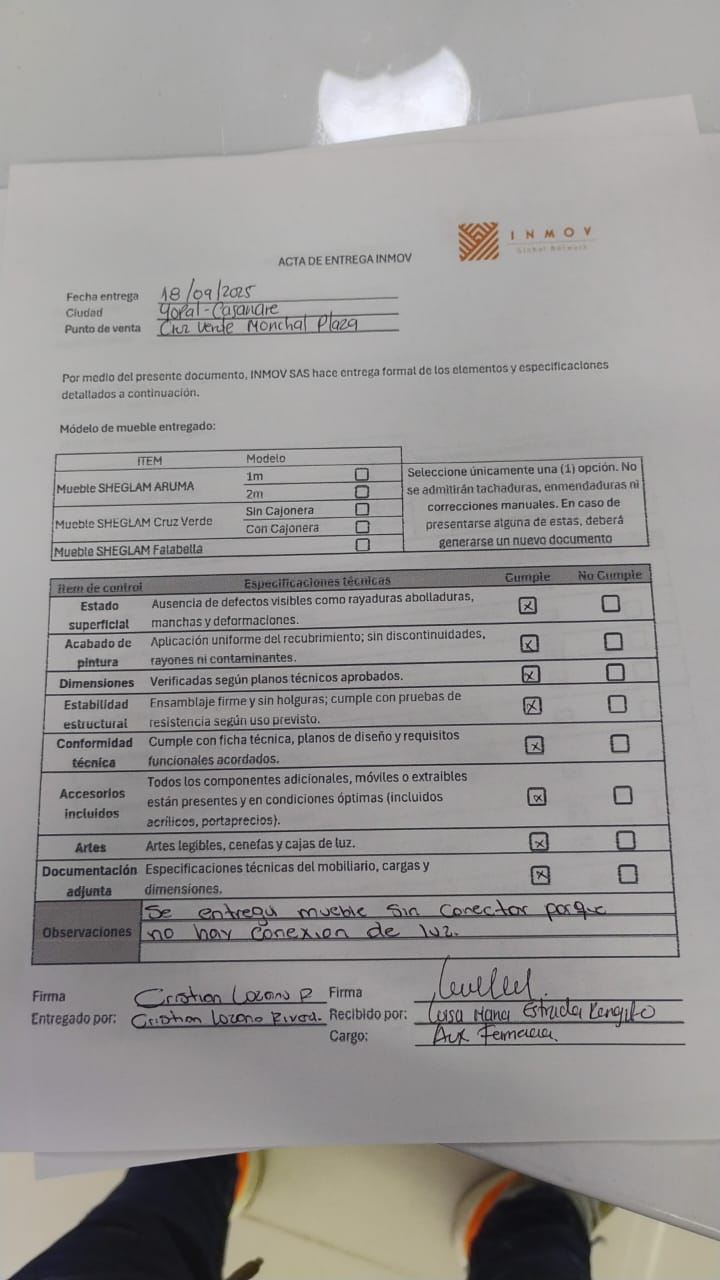 INMOV
Global Network
ACTA DE ENTREGA INMOV
Fecha entrega 18/09/2025
Ciudad Yopal-Casanare
Punto de venta Cruz Verde Monchal Plaza
Por medio del presente documento, INMOV SAS hace entrega formal de los elementos y especificaciones
detallados a continuación.
Módelo de mueble entregado:
ITEM Modelo
Mueble SHEGLAM ARUMA 1m
2m
Mueble SHEGLAM Cruz Verde Sin Cajonera
Con Cajonera
Mueble SHEGLAM Falabella
Seleccione únicamente una (1) opción. No
se admitirán tachaduras, enmendaduras ni
correcciones manuales. En caso de
presentarse alguna de estas, deberá
generarse un nuevo documento
Item de control Especificaciones técnicas Cumple No Cumple
Estado superficial Ausencia de defectos visibles como rayaduras abolladuras,
manchas y deformaciones. x
Acabado de pintura Aplicación uniforme del recubrimiento; sin discontinuidades,
rayones ni contaminantes. x
Dimensiones Verificadas según planos técnicos aprobados. x
Estabilidad estructural Ensamblaje firme y sin holguras; cumple con pruebas de
resistencia según uso previsto. x
Conformidad técnica Cumple con ficha técnica, planos de diseño y requisitos
funcionales acordados. x
Accesorios incluidos Todos los componentes adicionales, móviles o extraibles
están presentes y en condiciones óptimas (incluidos
acrílicos, portaprecios). x
Artes Artes legibles, cenefas y cajas de luz. x
Documentación adjunta Especificaciones técnicas del mobiliario, cargas y
dimensiones. x
Observaciones Se entrega mueble sin conector porque
no hay conexion de luz.
Firma Cristian Lozano R Firma
Entregado por: Cristian Lozano Rivera. Recibido por: Luisa Maria Estrada
Cargo: Aux Farmacia.